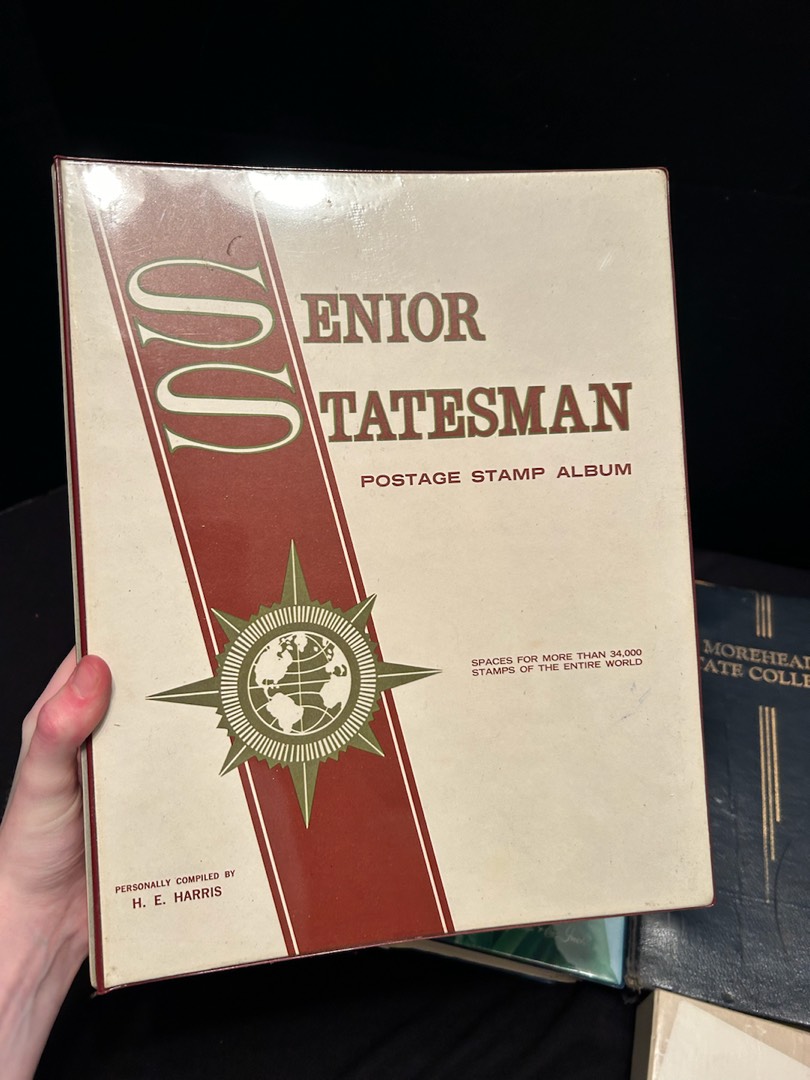 SENIOR
STATESMAN
POSTAGE STAMP ALBUM
SPACES FOR MORE THAN 34,000
STAMPS OF THE ENTIRE WORLD
PERSONALLY COMPILED BY
H. E. HARRIS